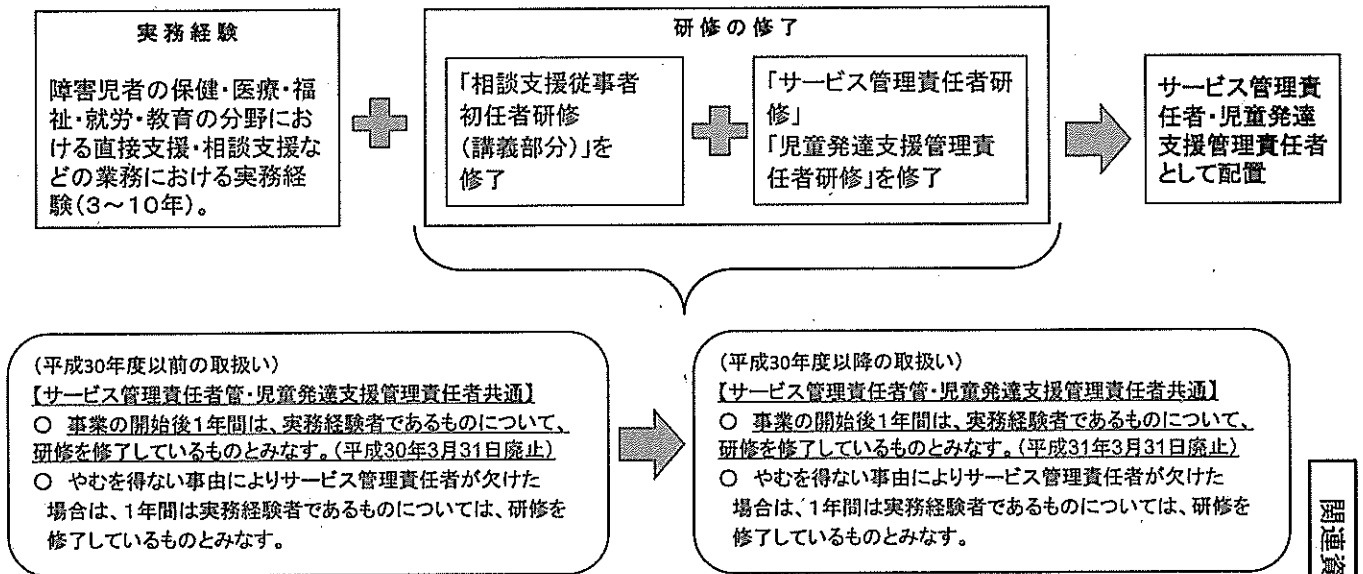 実務経験
障害児者の保健・医療・福
祉・就労・教育の分野にお
ける直接支援・相談支援な
どの業務における実務経
験(3~10年)。
研修の修了
「相談支援従事者
初任者研修
(講義部分)」を
修了
「サービス管理責任者研
修」
「児童発達支援管理責
任者研修」を修了
サービス管理責
任者・児童発達
支援管理責任者
として配置
(平成30年度以前の取扱い)
【サービス管理責任者管・児童発達支援管理責任者共通】
○ 事業の開始後1年間は、実務経験者であるものについて、
研修を修了しているものとみなす。(平成30年3月31日廃止)
○ やむを得ない事由によりサービス管理責任者が欠けた
場合は、1年間は実務経験者であるものについては、研修を
修了しているものとみなす。
(平成30年度以降の取扱い)
【サービス管理責任者管・児童発達支援管理責任者共通】
○ 事業の開始後1年間は、実務経験者であるものについて、
研修を修了しているものとみなす。(平成31年3月31日廃止)
○ やむを得ない事由によりサービス管理責任者が欠けた
場合は、1年間は実務経験者であるものについては、研修を
修了しているものとみなす。
関連資